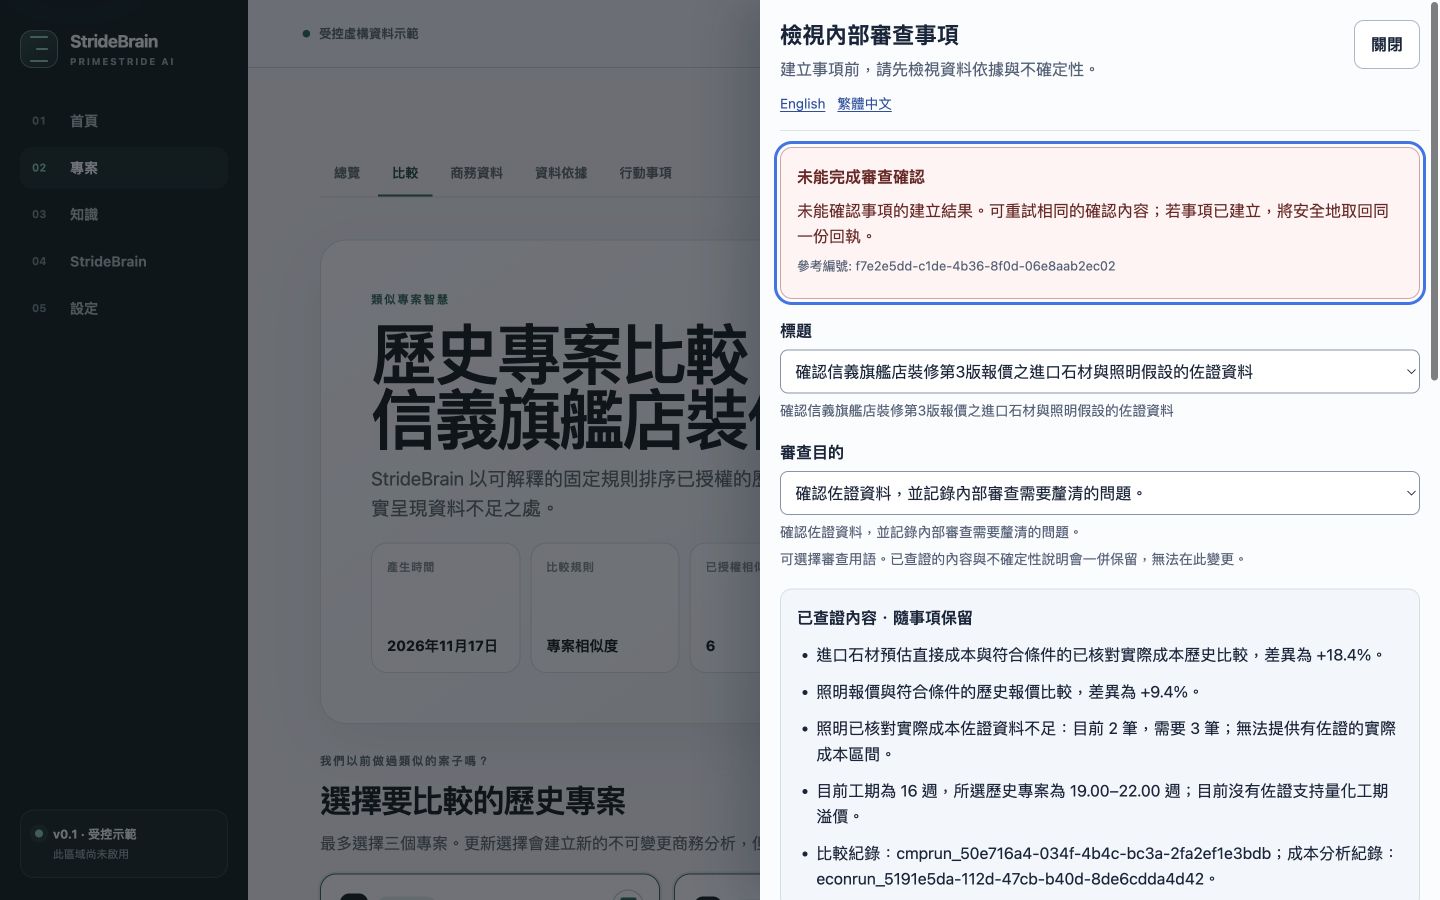 StrideBrain
PRIMESTRIDE AI
01 首頁
02 專案
03 知識
04 StrideBrain
05 設定
v0.1 · 受控示範
此區域尚未啟用
受控虛構資料示範
總覽 比較 商務資料 資料依據 行動事項
類似專案智慧
歷史專案比較
信義旗艦店裝
StrideBrain 以可解釋的固定規則排序已授權的
實呈現資料不足之處。
產生時間
2026年11月17日
比較規則
專案相似度
已授權相
6
我們以前做過類似的案子嗎？
選擇要比較的歷史專案
最多選擇三個專案。更新選擇會建立新的不可變更商務分析，
檢視內部審查事項
關閉
建立事項前，請先檢視資料依據與不確定性。
English 繁體中文
未能完成審查確認
未能確認事項的建立結果。可重試相同的確認內容；若事項已建立，將安全地取回同
一份回執。
參考編號: f7e2e5dd-c1de-4b36-8f0d-06e8aab2ec02
標題
確認信義旗艦店裝修第3版報價之進口石材與照明假設的佐證資料
確認信義旗艦店裝修第3版報價之進口石材與照明假設的佐證資料
審查目的
確認佐證資料，並記錄內部審查需要釐清的問題。
確認佐證資料，並記錄內部審查需要釐清的問題。
可選擇審查用語。已查證的內容與不確定性說明會一併保留，無法在此變更。
已查證內容 · 隨事項保留
• 進口石材預估直接成本與符合條件的已核對實際成本歷史比較，差異為 +18.4%。
• 照明報價與符合條件的歷史報價比較，差異為 +9.4%。
• 照明已核對實際成本佐證資料不足：目前 2 筆，需要 3 筆；無法提供有佐證的實際
成本區間。
• 目前工期為 16 週，所選歷史專案為 19.00–22.00 週；目前沒有佐證支持量化工期
溢價。
• 比較紀錄：cmprun_50e716a4-034f-4b4c-bc3a-2fa2ef1e3bdb；成本分析紀錄：
econrun_5191e5da-112d-47cb-b40d-8de6cdda4d42。